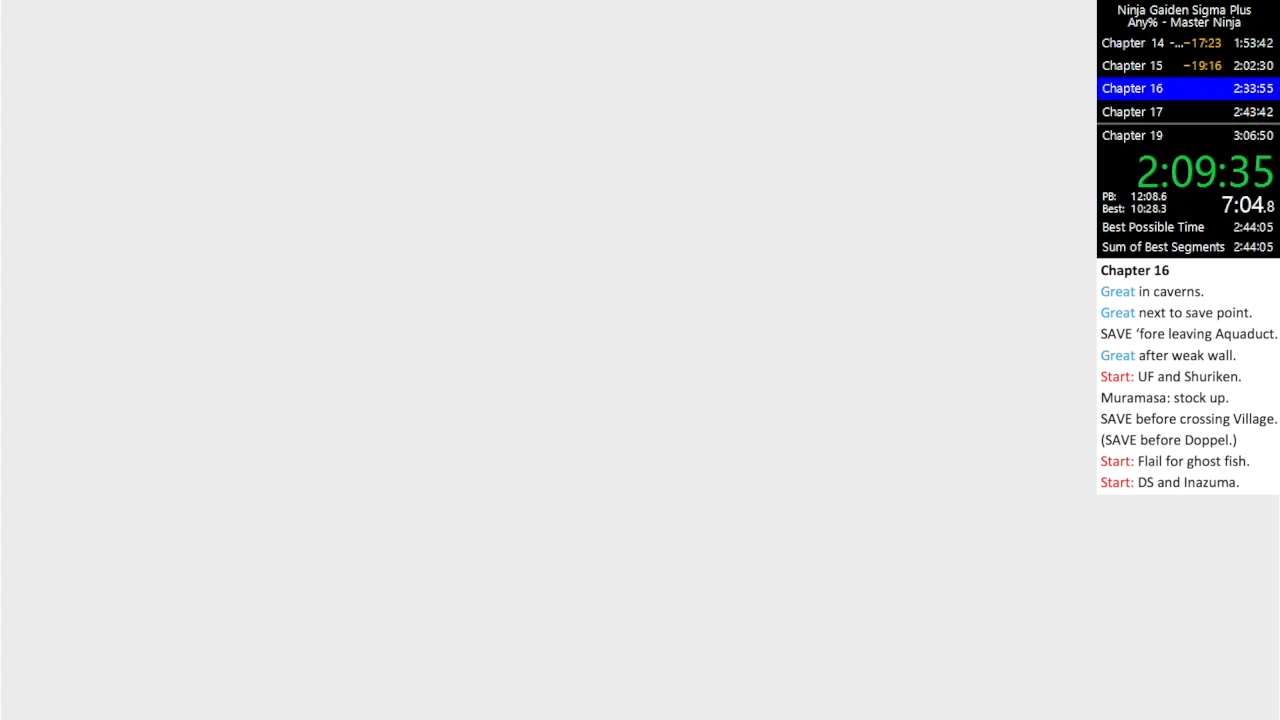 Ninja Gaiden Sigma Plus
Any% - Master Ninja
Chapter 14 -...−17:23 1:53:42
Chapter 15 −19:16 2:02:30
Chapter 16 2:33:55
Chapter 17 2:43:42
Chapter 19 3:06:50
2:09:35
PB: 12:08.6
Best: 10:28.3 7:04.8
Best Possible Time 2:44:05
Sum of Best Segments 2:44:05
Chapter 16
Great in caverns.
Great next to save point.
SAVE ‘fore leaving Aquaduct.
Great after weak wall.
Start: UF and Shuriken.
Muramasa: stock up.
SAVE before crossing Village.
(SAVE before Doppel.)
Start: Flail for ghost fish.
Start: DS and Inazuma.